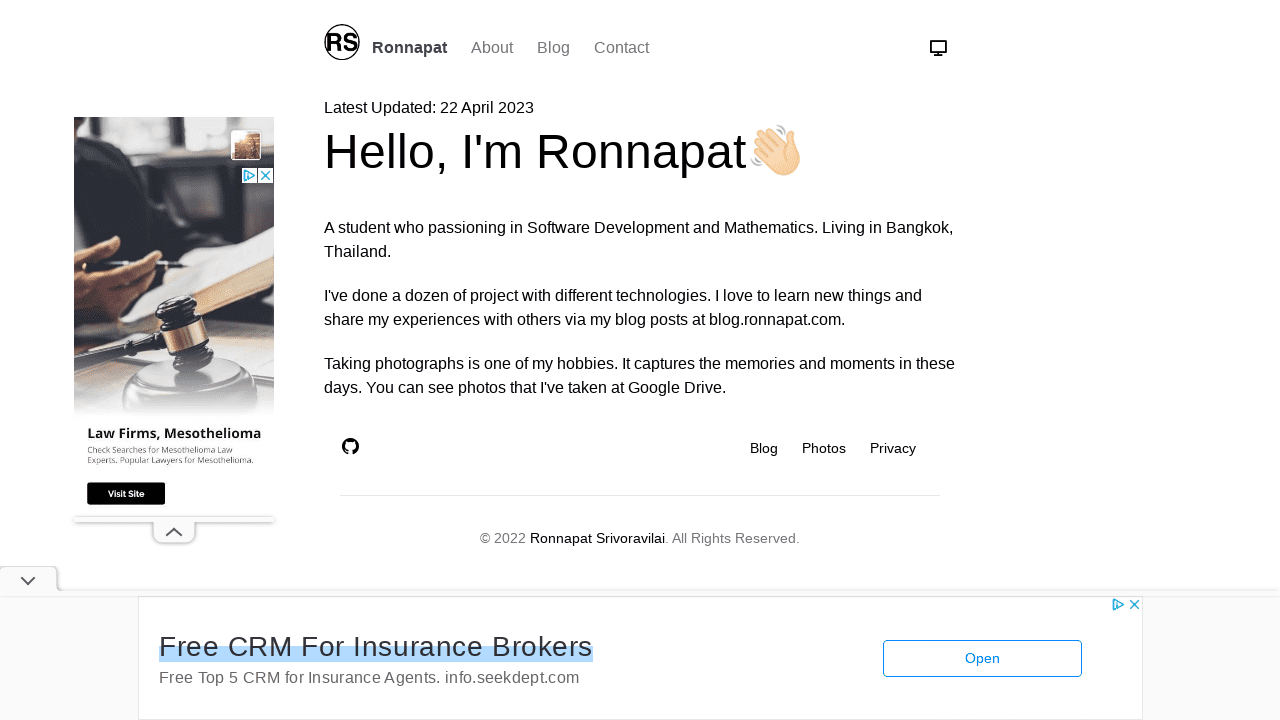 RS Ronnapat About Blog Contact
Latest Updated: 22 April 2023
Hello, I'm Ronnapat👋🏻
A student who passioning in Software Development and Mathematics. Living in Bangkok,
Thailand.
I've done a dozen of project with different technologies. I love to learn new things and
share my experiences with others via my blog posts at blog.ronnapat.com.
Taking photographs is one of my hobbies. It captures the memories and moments in these
days. You can see photos that I've taken at Google Drive.
Blog Photos Privacy
© 2022 Ronnapat Srivoravilai. All Rights Reserved.
Law Firms, Mesothelioma
Check Searches for Mesothelioma Law
Experts. Popular Lawyers for Mesothelioma.
Visit Site
Free CRM For Insurance Brokers
Free Top 5 CRM for Insurance Agents. info.seekdept.com
Open